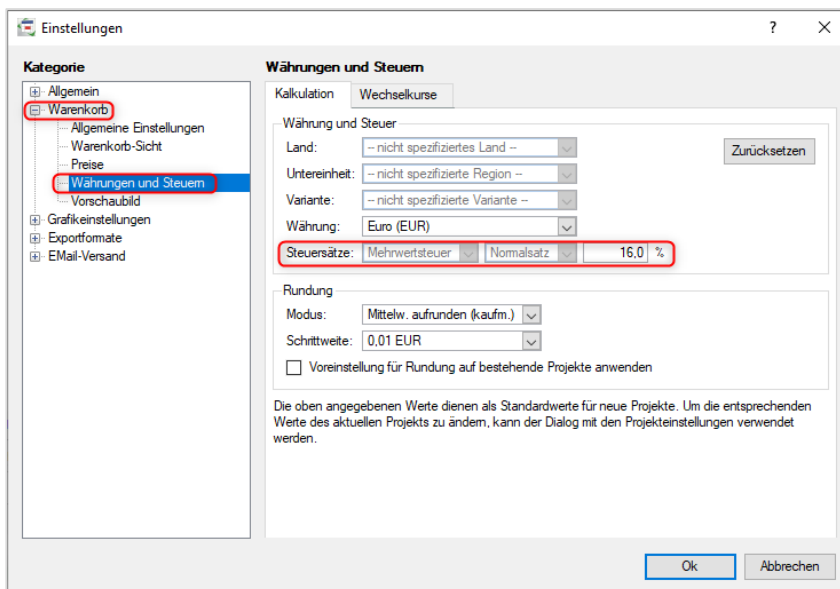 Einstellungen
Kategorie
Allgemein
Warenkorb
Allgemeine Einstellungen
Warenkorb-Sicht
Preise
Währungen und Steuern
Vorschaubild
Grafikeinstellungen
Exportformate
EMail-Versand
Währungen und Steuern
Kalkulation Wechselkurse
Währung und Steuer
Land: -- nicht spezifiziertes Land -- Zurücksetzen
Untereinheit: -- nicht spezifizierte Region --
Variante: -- nicht spezifizierte Variante --
Währung: Euro (EUR)
Steuersätze: Mehrwertsteuer Normalsatz 16,0 %
Rundung
Modus: Mittelw. aufrunden (kaufm.)
Schrittweite: 0,01 EUR
Voreinstellung für Rundung auf bestehende Projekte anwenden
Die oben angegebenen Werte dienen als Standardwerte für neue Projekte. Um die entsprechenden
Werte des aktuellen Projekts zu ändern, kann der Dialog mit den Projekteinstellungen verwendet
werden.
Ok Abbrechen